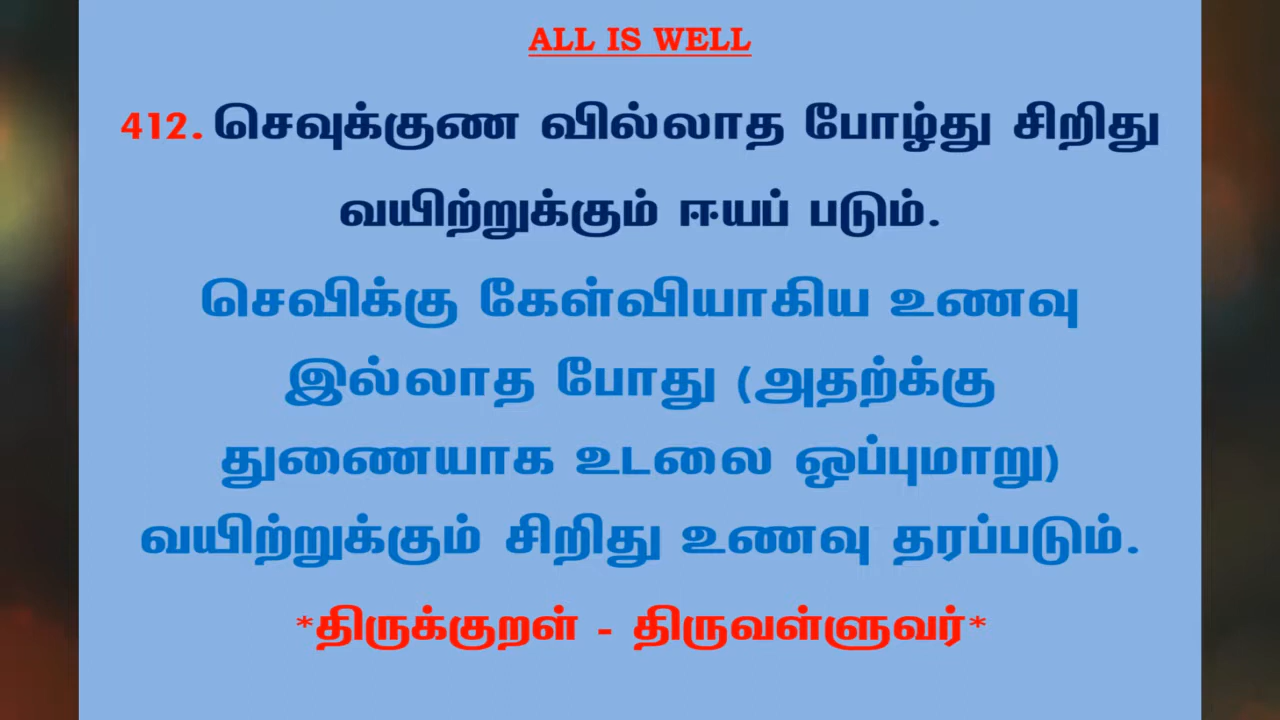 ALL IS WELL
412. செவுக்குண வில்லாத போழ்து சிறிது
வயிற்றுக்கும் ஈயப் படும்.
செவிக்கு கேள்வியாகிய உணவு
இல்லாத போது (அதற்க்கு
துணையாக உடலை ஒப்புமாறு)
வயிற்றுக்கும் சிறிது உணவு தரப்படும்.
*திருக்குறள் - திருவள்ளுவர்*